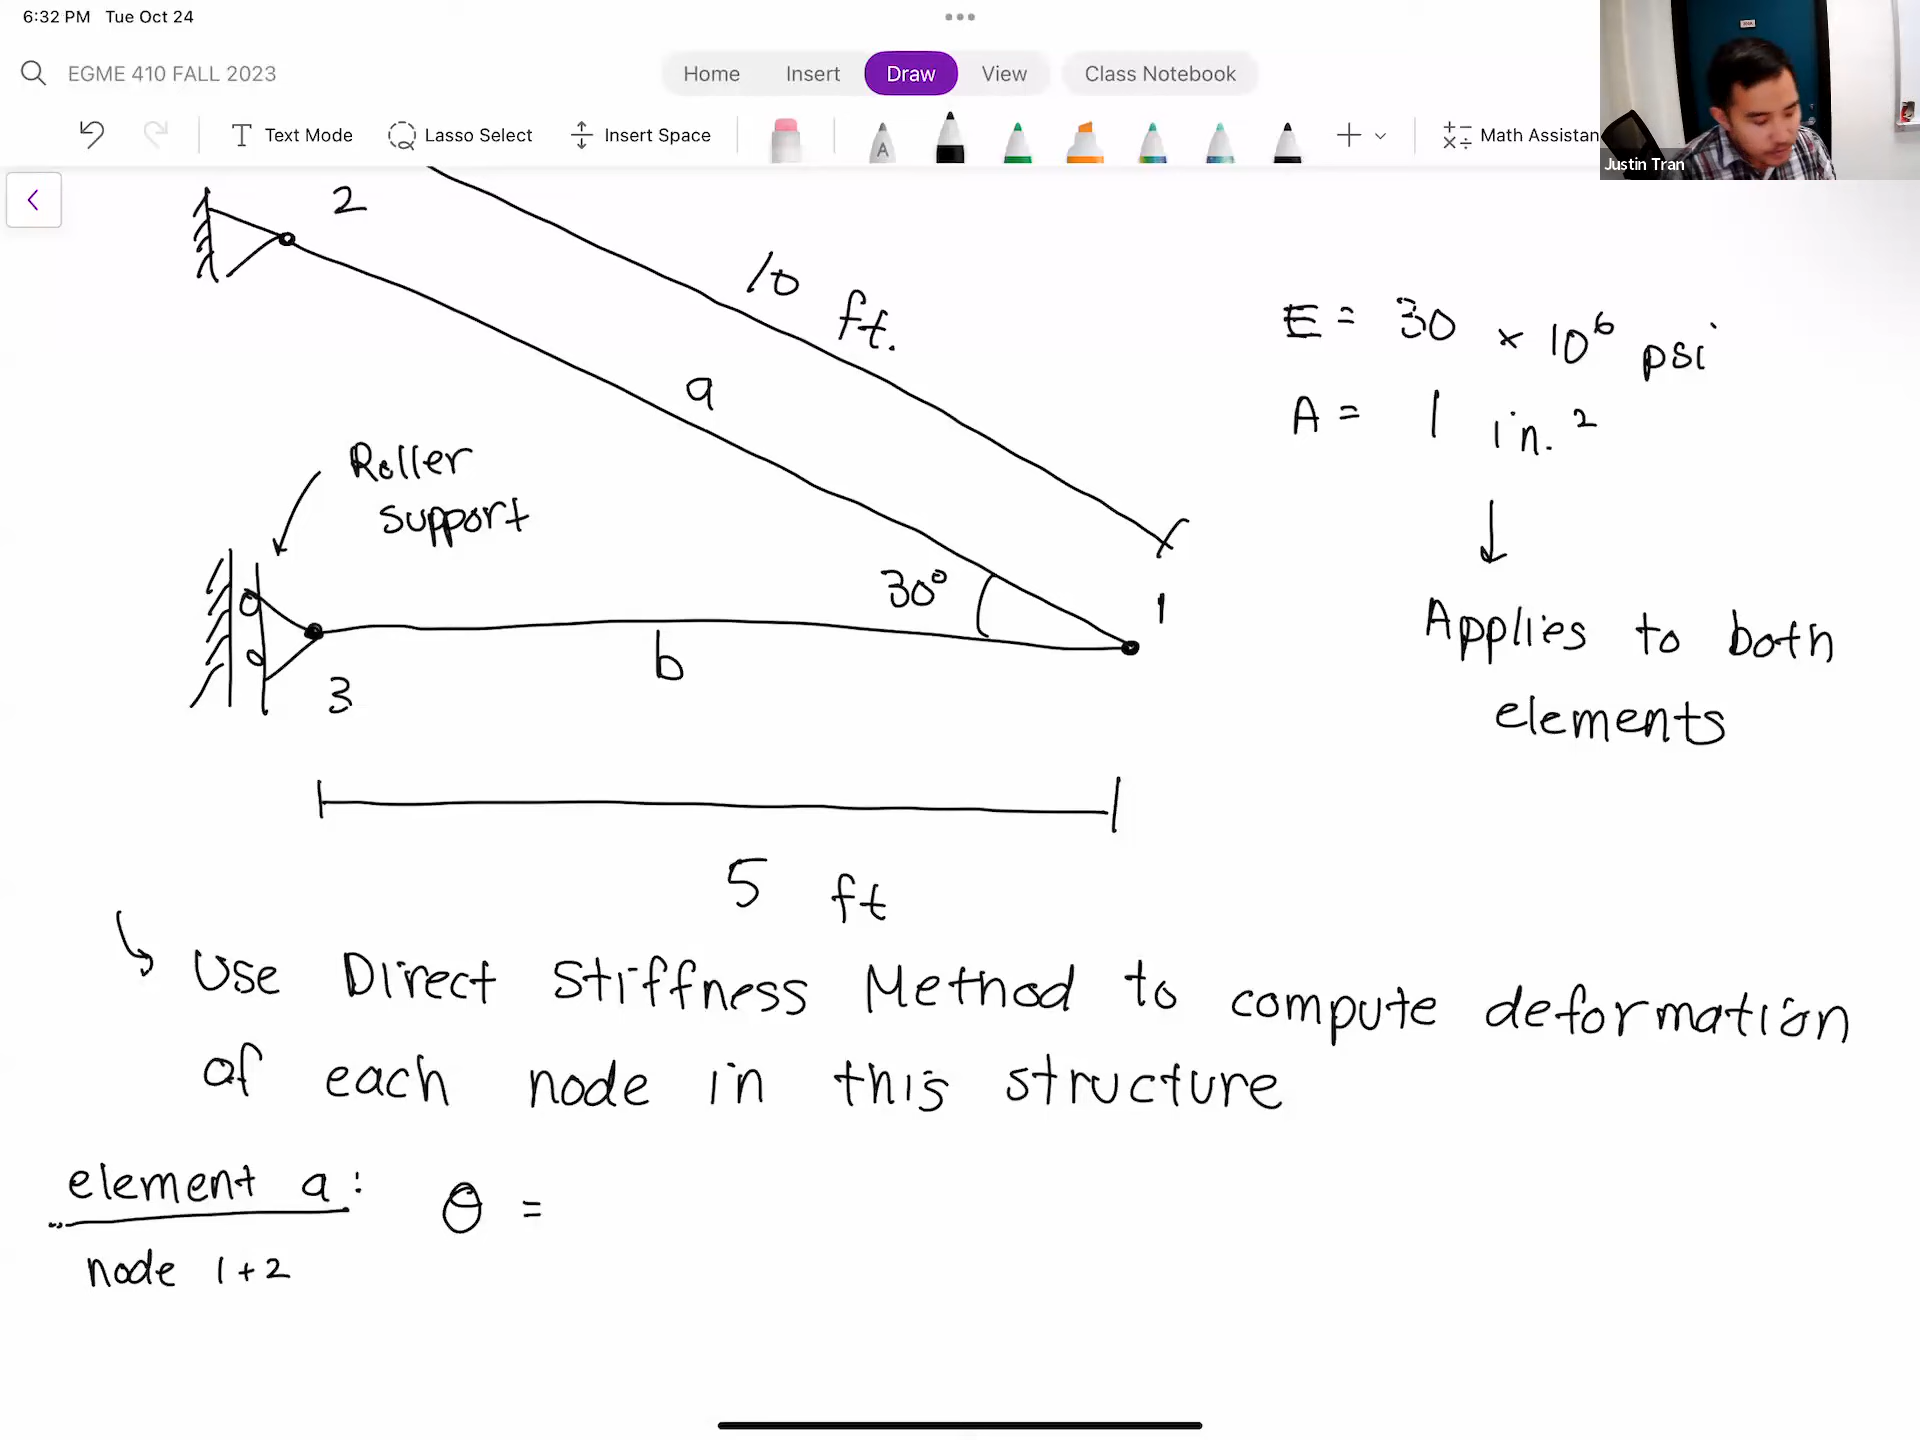 6:32 PM Tue Oct 24
EGME 410 FALL 2023
Home Insert Draw View Class Notebook
Text Mode Lasso Select Insert Space A Math Assistan
Justin Tran
2
10 ft.
a
E = 30 × 10⁶ psi
A = 1 in.²
Roller
support
30°
1
Applies to both
elements
b
3
5 ft
↳ Use Direct Stiffness Method to compute deformation
of each node in this structure
element a: θ =
node 1+2